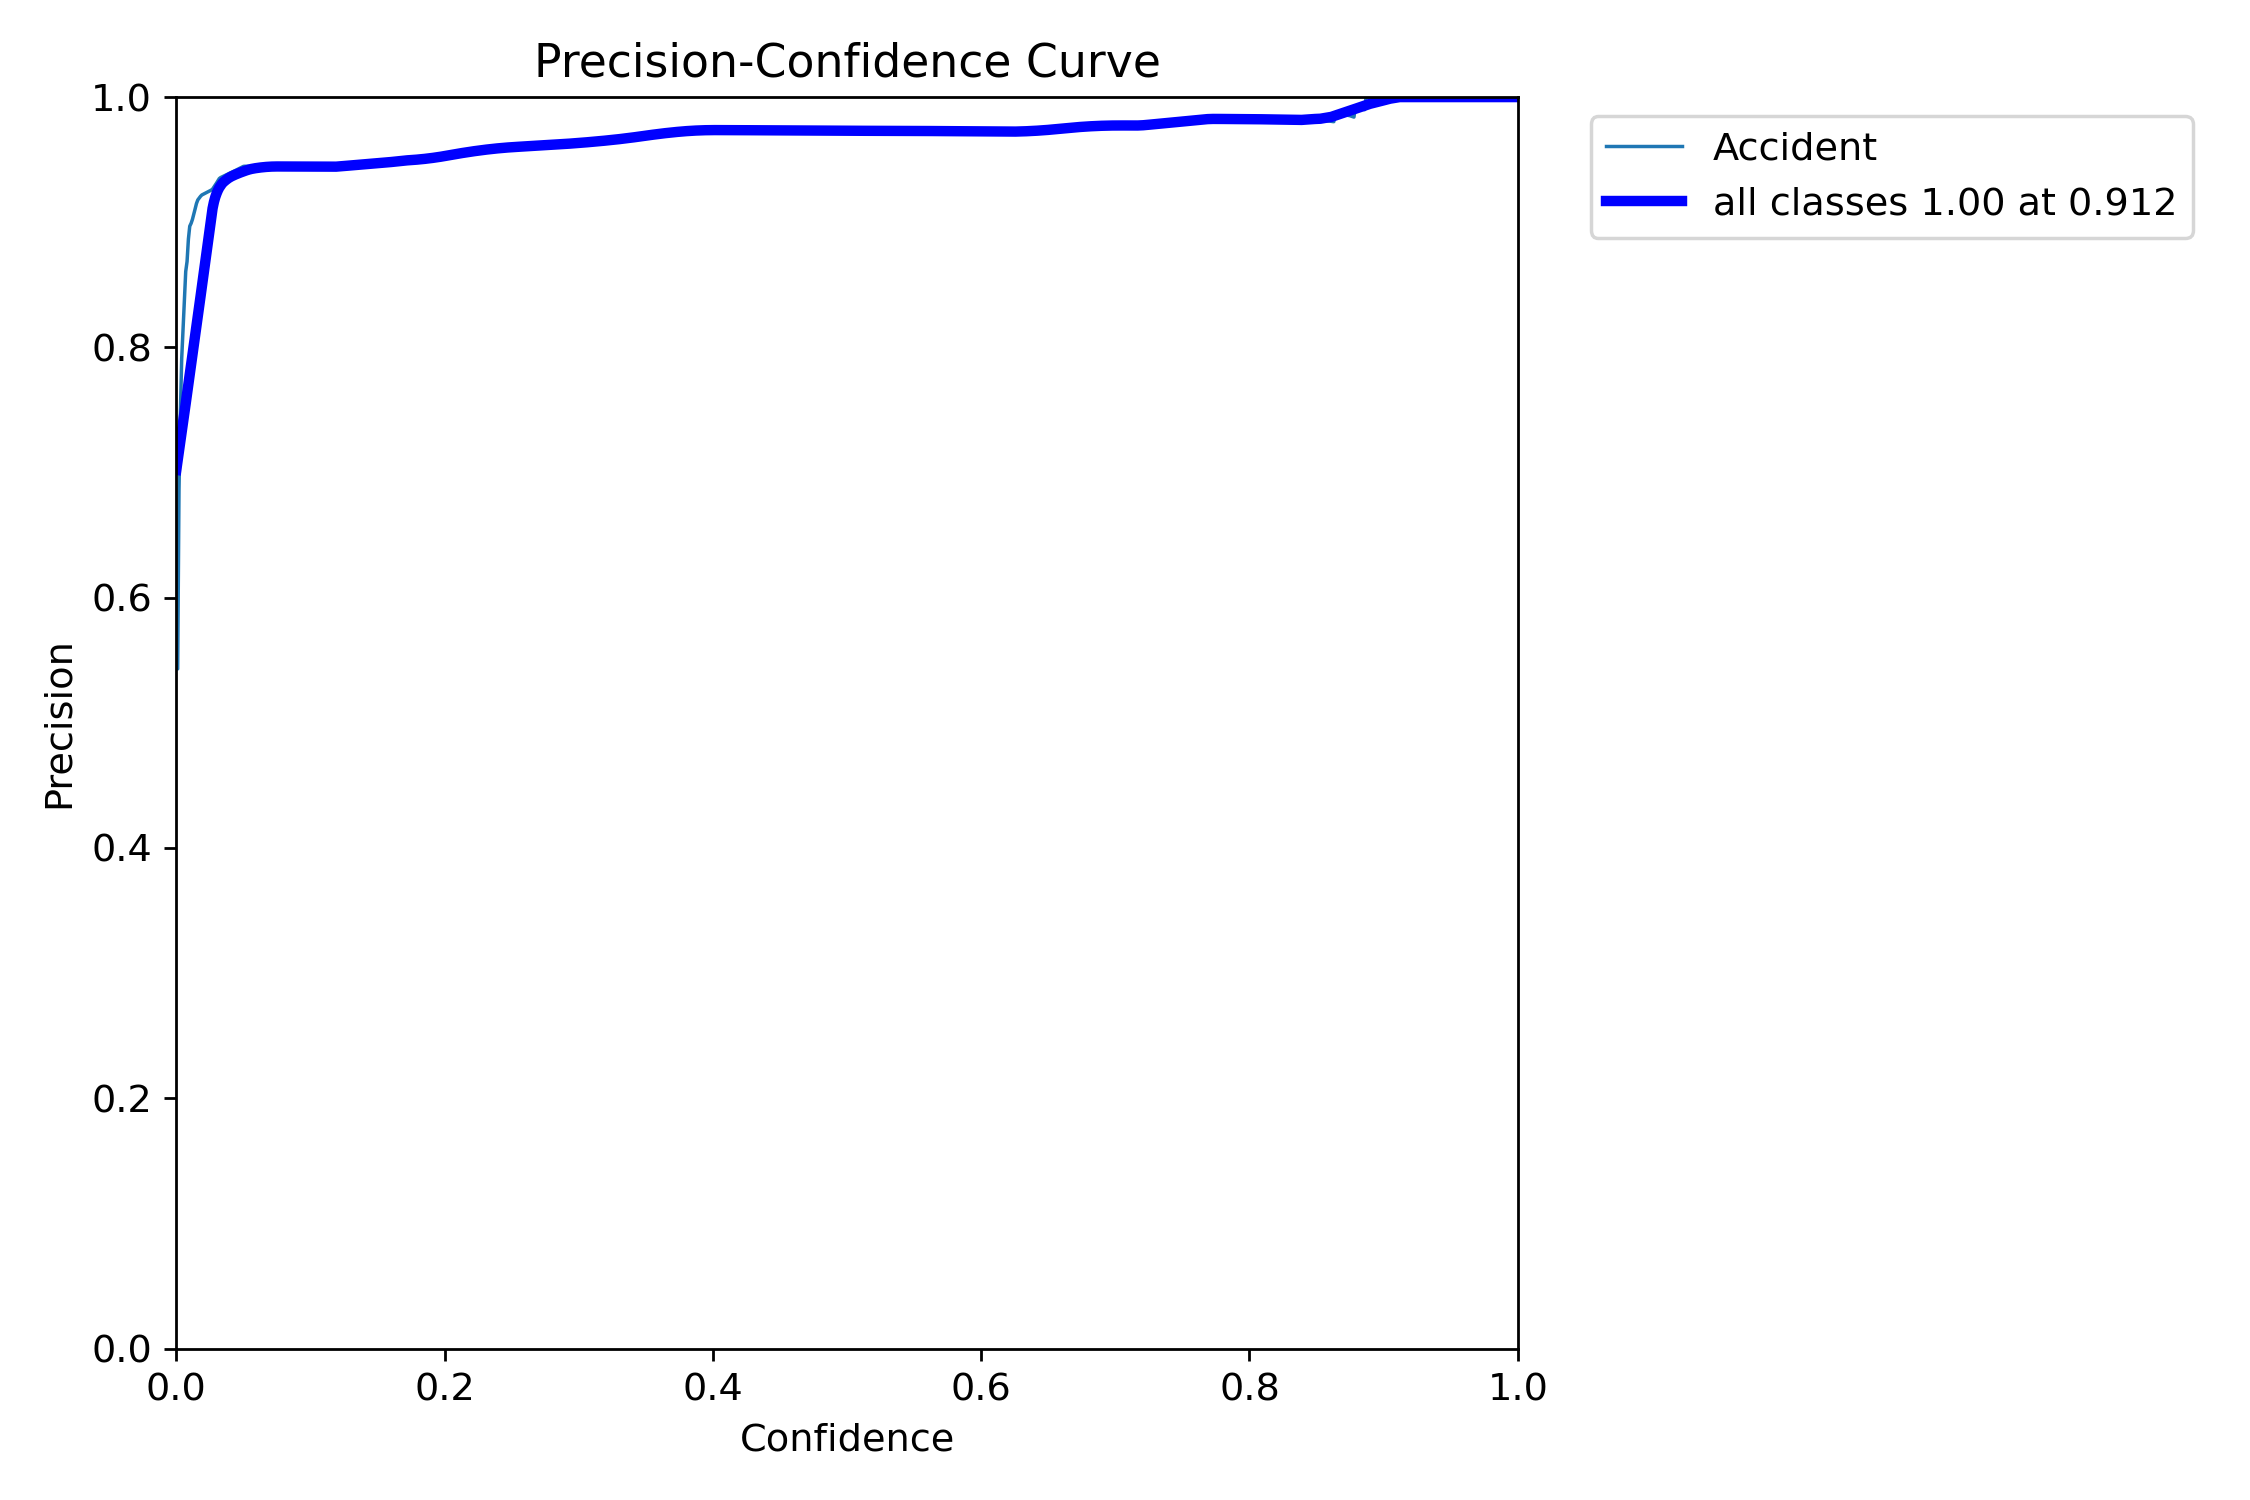 Precision-Confidence Curve
1.0
0.8
0.6
0.4
0.2
0.0
Precision
0.0 0.2 0.4 0.6 0.8 1.0
Confidence
Accident
all classes 1.00 at 0.912